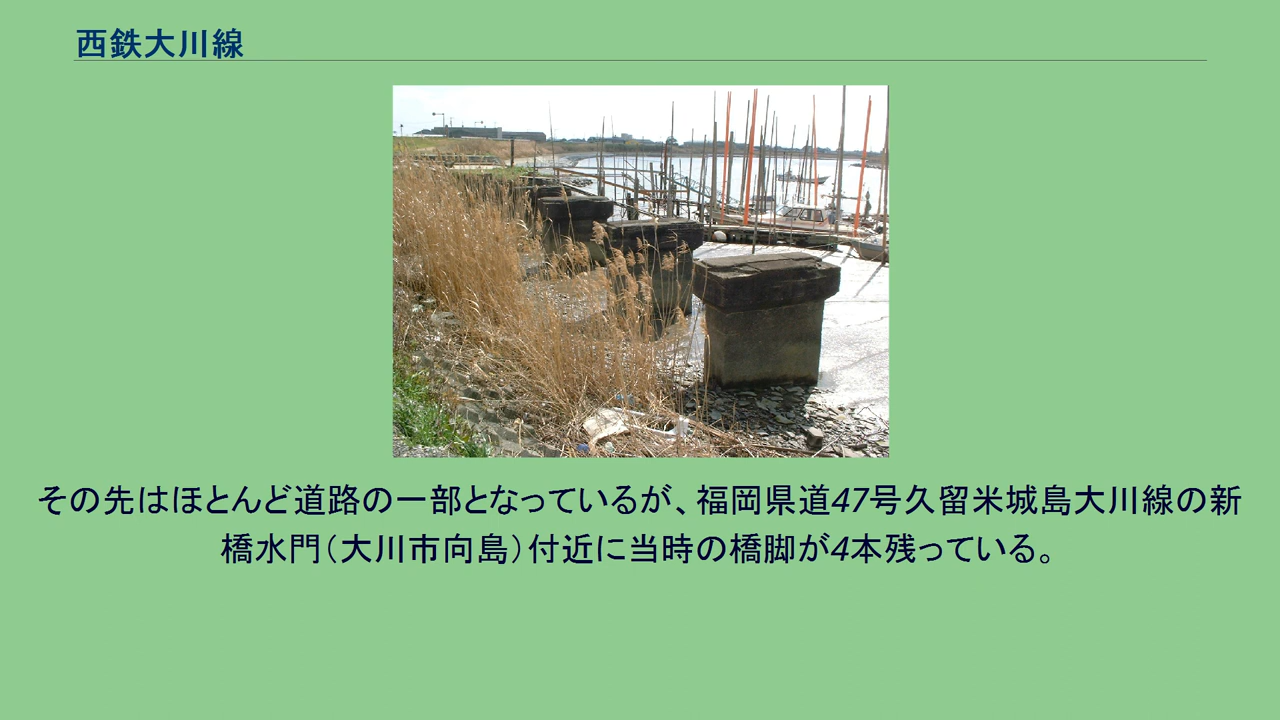 西鉄大川線
その先はほとんど道路の一部となっているが、福岡県道47号久留米城島大川線の新
橋水門（大川市向島）付近に当時の橋脚が4本残っている。